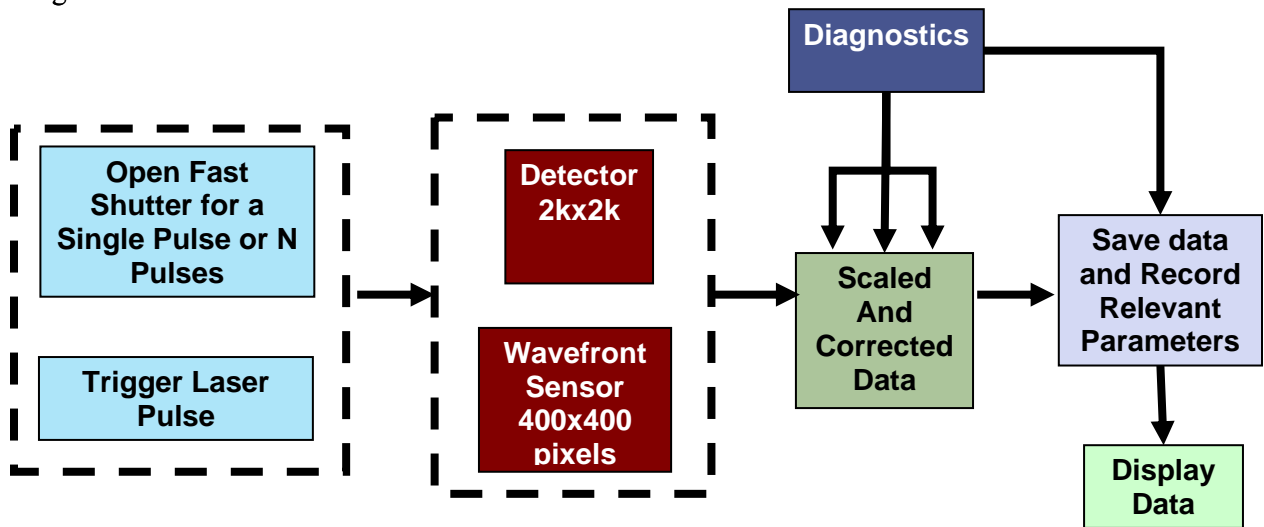 Open Fast
Shutter for a
Single Pulse or N
Pulses
Trigger Laser
Pulse
Detector
2kx2k
Wavefront
Sensor
400x400
pixels
Diagnostics
Scaled
And
Corrected
Data
Save data
and Record
Relevant
Parameters
Display
Data